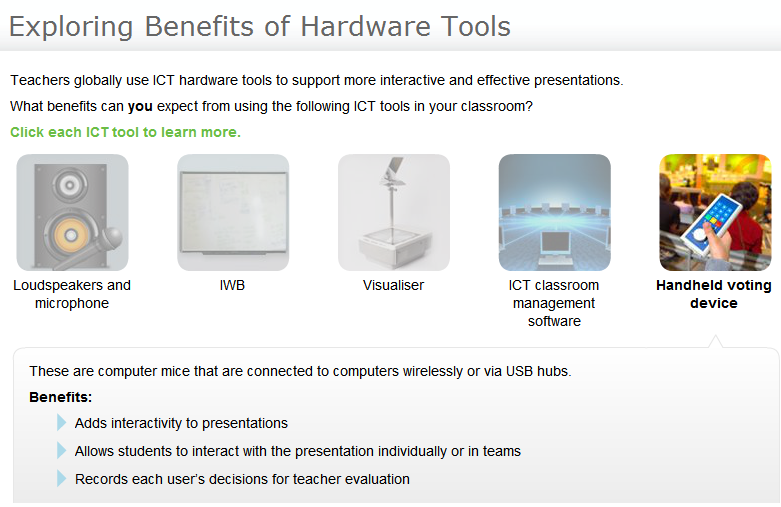 Exploring Benefits of Hardware Tools
Teachers globally use ICT hardware tools to support more interactive and effective presentations.
What benefits can you expect from using the following ICT tools in your classroom?
Click each ICT tool to learn more.
Loudspeakers and
microphone
IWB
Visualiser
ICT classroom
management
software
Handheld voting
device
These are computer mice that are connected to computers wirelessly or via USB hubs.
Benefits:
Adds interactivity to presentations
Allows students to interact with the presentation individually or in teams
Records each user's decisions for teacher evaluation